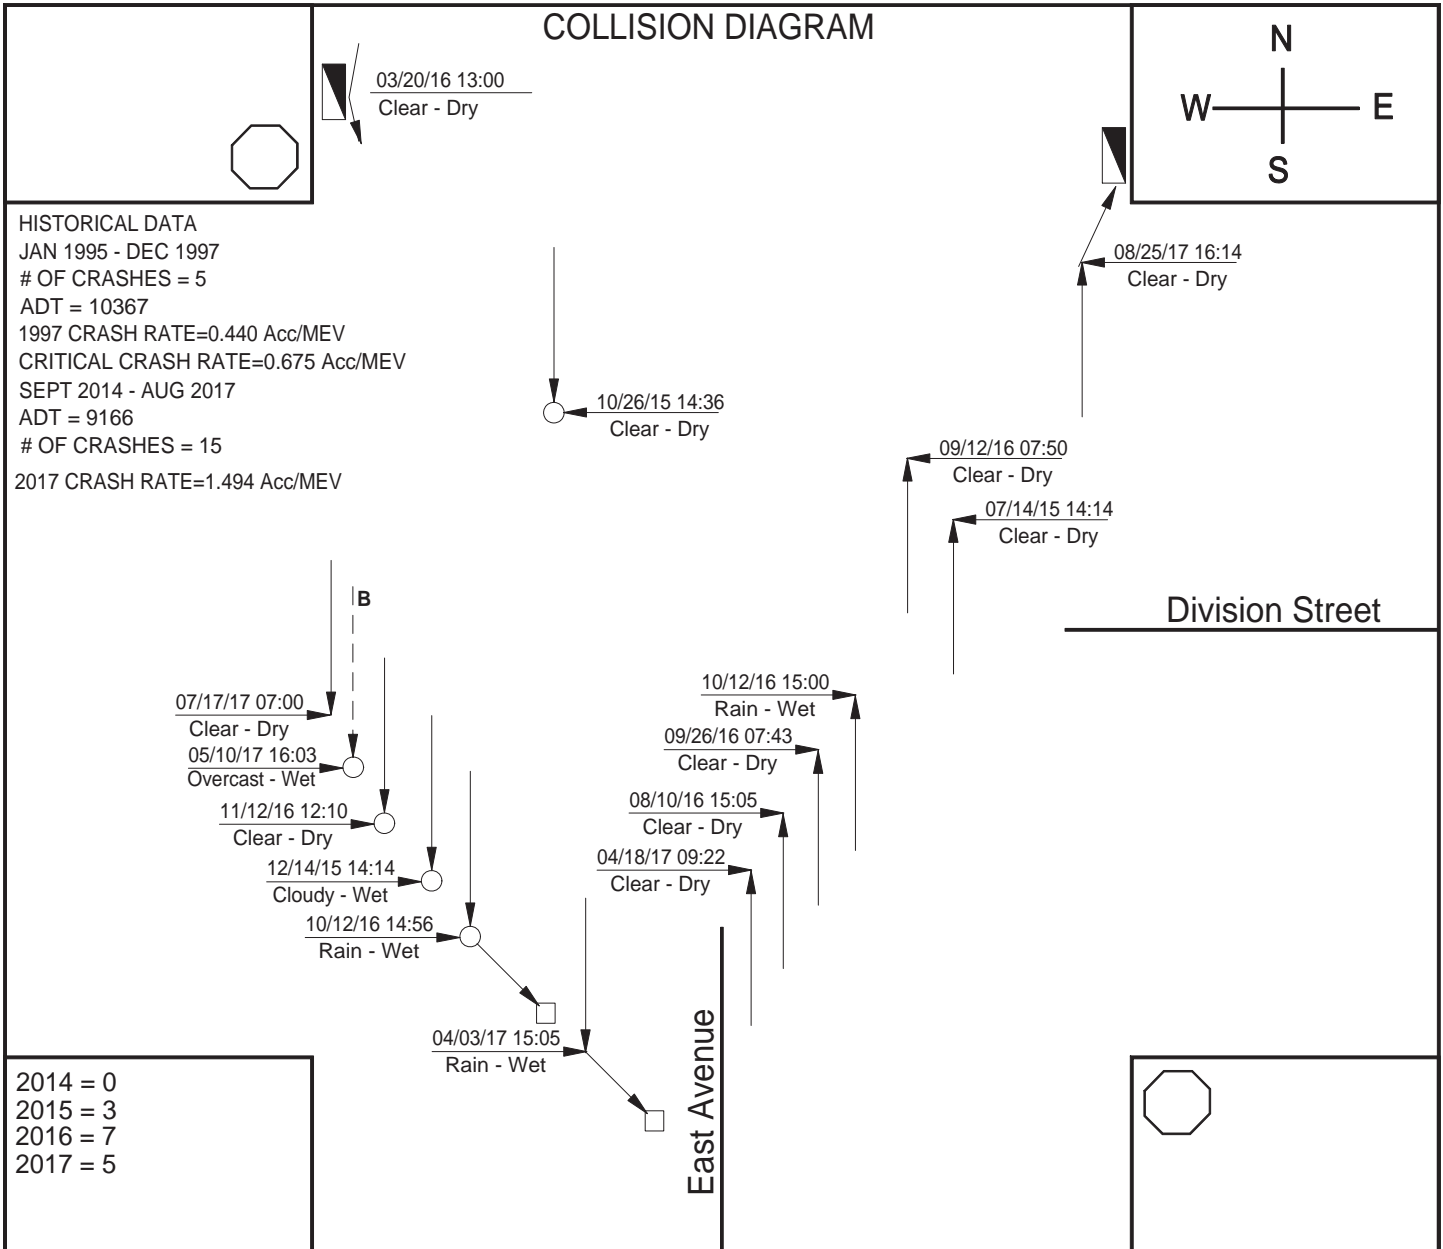 COLLISION DIAGRAM
N
W E
S
03/20/16 13:00
Clear - Dry
HISTORICAL DATA
JAN 1995 - DEC 1997
# OF CRASHES = 5
ADT = 10367
1997 CRASH RATE=0.440 Acc/MEV
CRITICAL CRASH RATE=0.675 Acc/MEV
SEPT 2014 - AUG 2017
ADT = 9166
# OF CRASHES = 15
2017 CRASH RATE=1.494 Acc/MEV
08/25/17 16:14
Clear - Dry
10/26/15 14:36
Clear - Dry
09/12/16 07:50
Clear - Dry
07/14/15 14:14
Clear - Dry
B
Division Street
07/17/17 07:00
Clear - Dry
05/10/17 16:03
Overcast - Wet
11/12/16 12:10
Clear - Dry
12/14/15 14:14
Cloudy - Wet
10/12/16 14:56
Rain - Wet
04/03/17 15:05
Rain - Wet
10/12/16 15:00
Rain - Wet
09/26/16 07:43
Clear - Dry
08/10/16 15:05
Clear - Dry
04/18/17 09:22
Clear - Dry
East Avenue
2014 = 0
2015 = 3
2016 = 7
2017 = 5